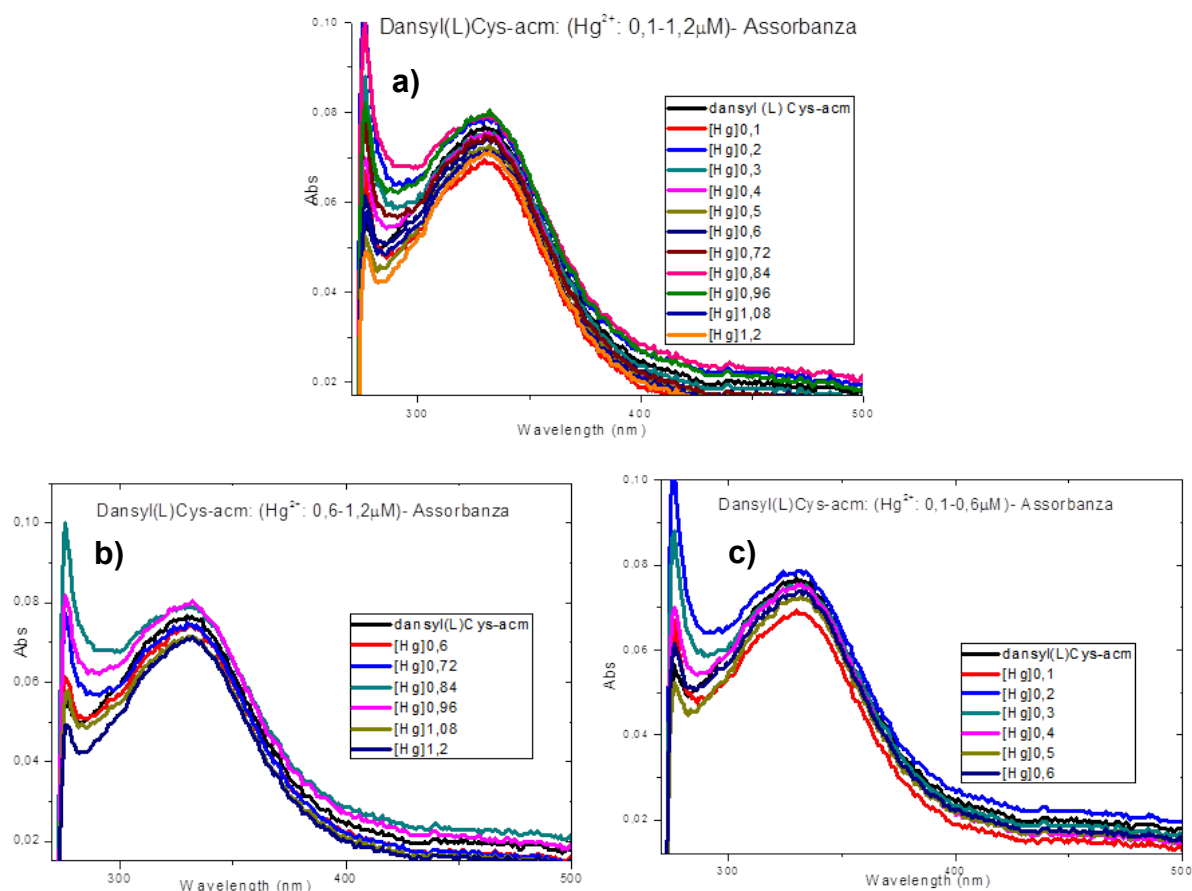 Dansyl(L)Cys-acm: (Hg2+: 0,1-1,2μM)- Assorbanza
a)
0,10
0,08
0,06
0,04
0,02
Abs
300
400
500
Wavelength (nm)
dansyl (L) Cys-acm
[Hg]0,1
[Hg]0,2
[Hg]0,3
[Hg]0,4
[Hg]0,5
[Hg]0,6
[Hg]0,72
[Hg]0,84
[Hg]0,96
[Hg]1,08
[Hg]1,2
Dansyl(L)Cys-acm: (Hg2+: 0,6-1,2μM)- Assorbanza
b)
0,10
0,08
0,06
0,04
0,02
Abs
300
400
500
Wavelength (nm)
dansyl(L)Cys-acm
[Hg]0,6
[Hg]0,72
[Hg]0,84
[Hg]0,96
[Hg]1,08
[Hg]1,2
Dansyl(L)Cys-acm: (Hg2+: 0,1-0,6μM)- Assorbanza
c)
0,10
0,08
0,06
0,04
0,02
Abs
300
400
500
Wavelength (nm)
dansyl(L)Cys-acm
[Hg]0,1
[Hg]0,2
[Hg]0,3
[Hg]0,4
[Hg]0,5
[Hg]0,6